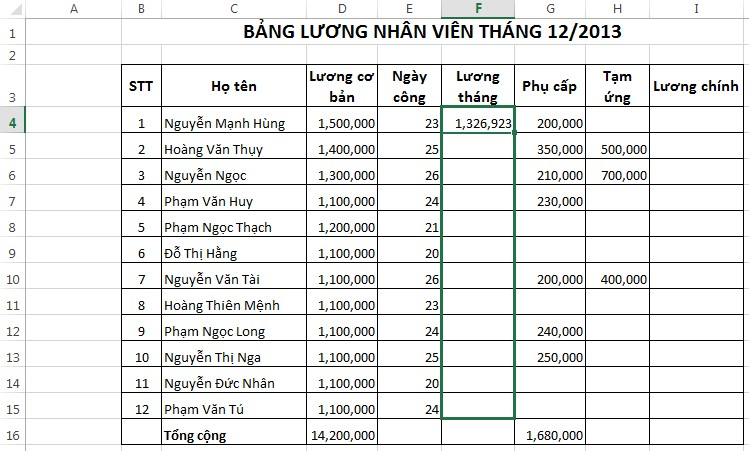 A B C D E F G H I
1 BẢNG LƯƠNG NHÂN VIÊN THÁNG 12/2013
2
3 STT Họ tên Lương cơ bản Ngày công Lương tháng Phụ cấp Tạm ứng Lương chính
4 1 Nguyễn Mạnh Hùng 1,500,000 23 1,326,923 200,000
5 2 Hoàng Văn Thụy 1,400,000 25 350,000 500,000
6 3 Nguyễn Ngọc 1,300,000 26 210,000 700,000
7 4 Phạm Văn Huy 1,100,000 24 230,000
8 5 Phạm Ngọc Thạch 1,200,000 21
9 6 Đỗ Thị Hằng 1,100,000 20
10 7 Nguyễn Văn Tài 1,100,000 26 200,000 400,000
11 8 Hoàng Thiên Mệnh 1,100,000 23
12 9 Phạm Ngọc Long 1,100,000 24 240,000
13 10 Nguyễn Thị Nga 1,100,000 25 250,000
14 11 Nguyễn Đức Nhân 1,100,000 20
15 12 Phạm Văn Tú 1,100,000 24
16 Tổng cộng 14,200,000 1,680,000